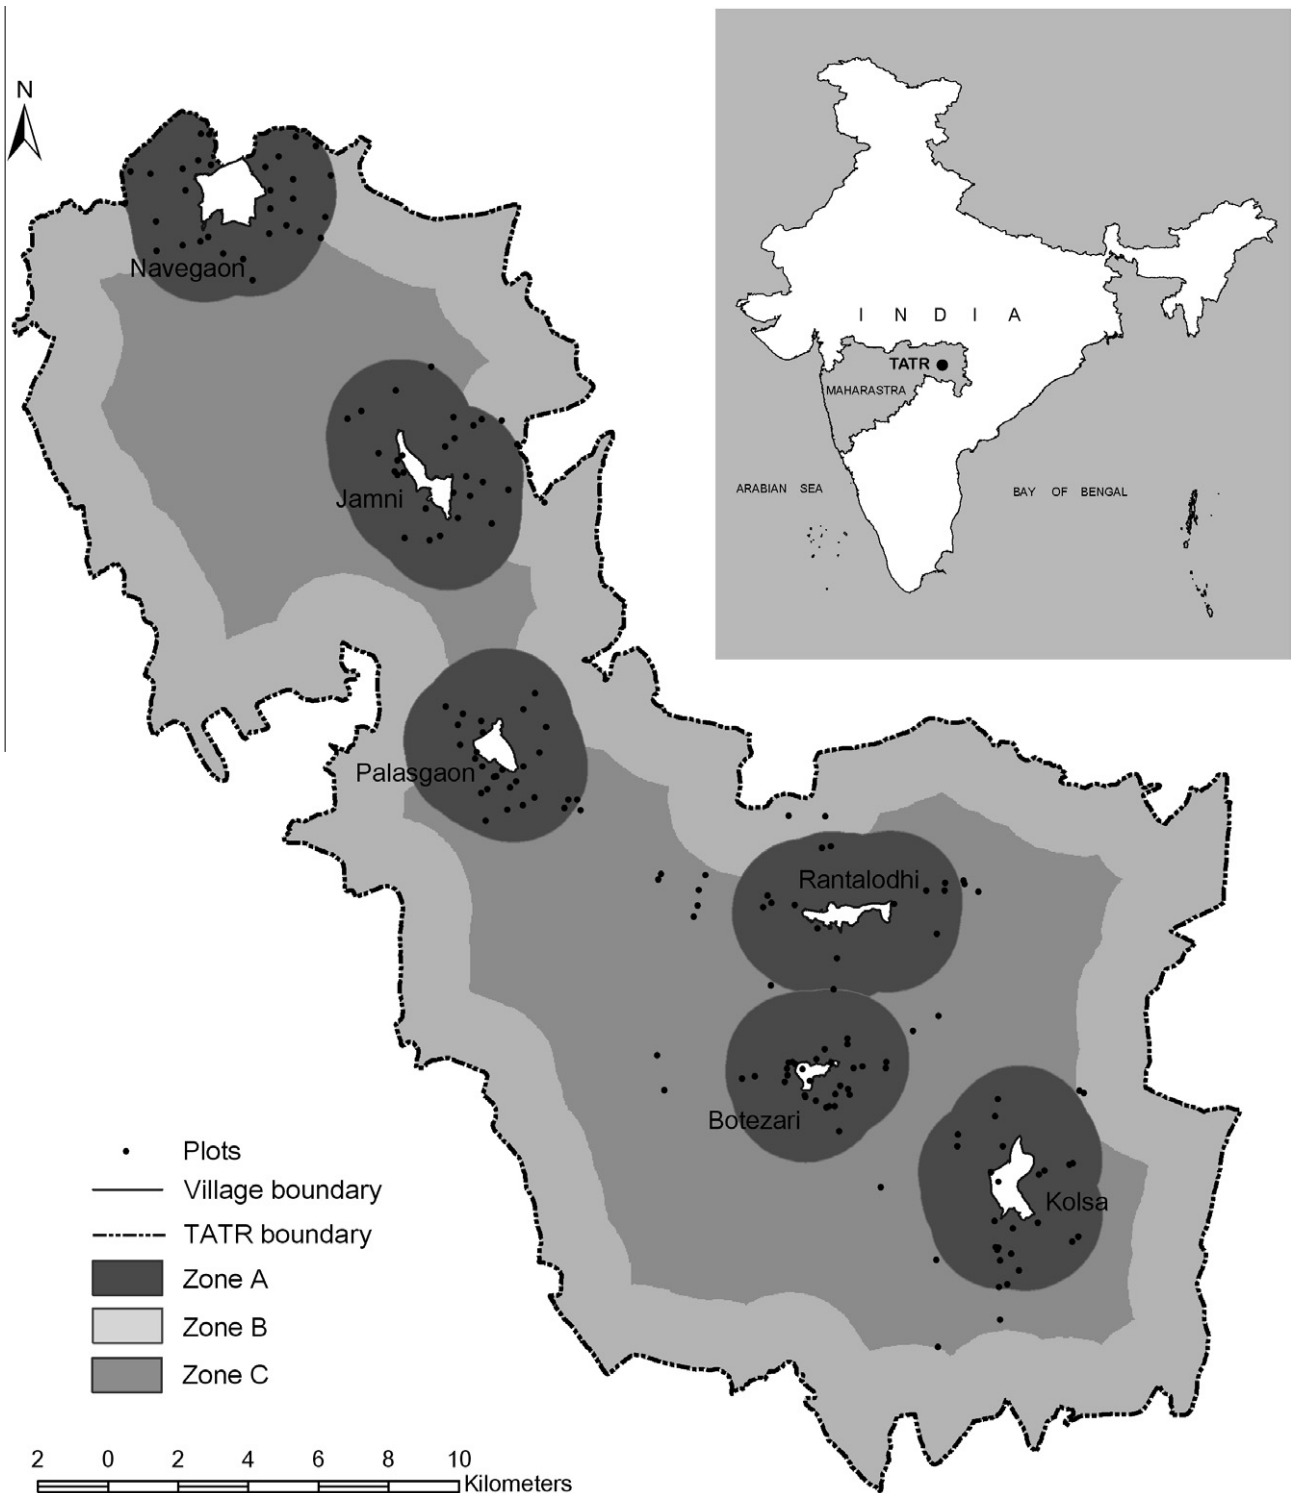 N
Navegaon
I N D I A
TATR
MAHARASTRA
ARABIAN SEA
BAY OF BENGAL
Jamni
Palasgaon
Rantalodhi
Botezari
Kolsa
Plots
Village boundary
TATR boundary
Zone A
Zone B
Zone C
2 0 2 4 6 8 10
Kilometers